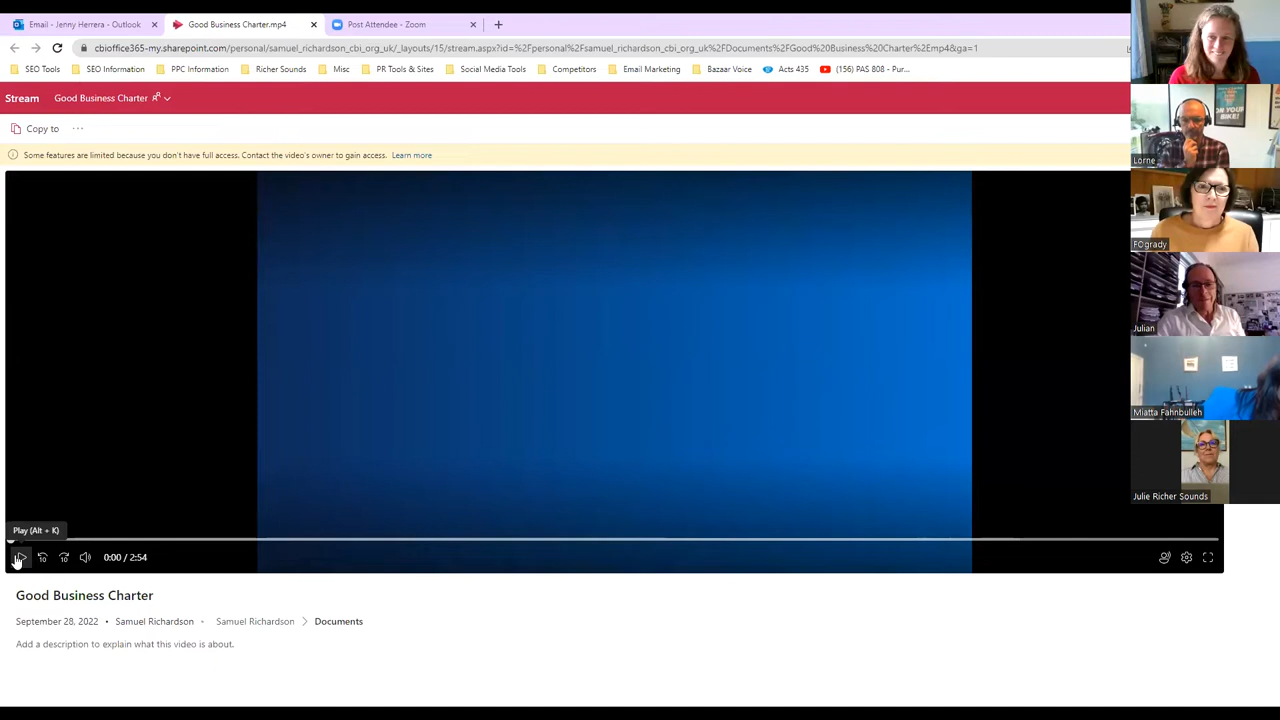 Email - Jenny Herrera - Outlook
Good Business Charter.mp4
Post Attendee - Zoom
cbioffice365-my.sharepoint.com/personal/samuel_richardson_cbi_org_uk/_layouts/15/stream.aspx?id=%2Fpersonal%2Fsamuel_richardson_cbi_org_uk%2FDocuments%2FGood%20Business%20Charter%2Emp4&ga=1
SEO Tools
SEO Information
PPC Information
Richer Sounds
Misc
PR Tools & Sites
Social Media Tools
Competitors
Email Marketing
Bazaar Voice
Acts 435
(156) PAS 808 - Pur...
Stream
Good Business Charter
ON YOUR
BIKE!
Copy to
Some features are limited because you don't have full access. Contact the video's owner to gain access. Learn more
Lorne
FOgrady
Julian
Miatta Fahnbulleh
Julie Richer Sounds
Play (Alt + K)
10
10
0:00 / 2:54
Good Business Charter
September 28, 2022 • Samuel Richardson • Samuel Richardson > Documents
Add a description to explain what this video is about.